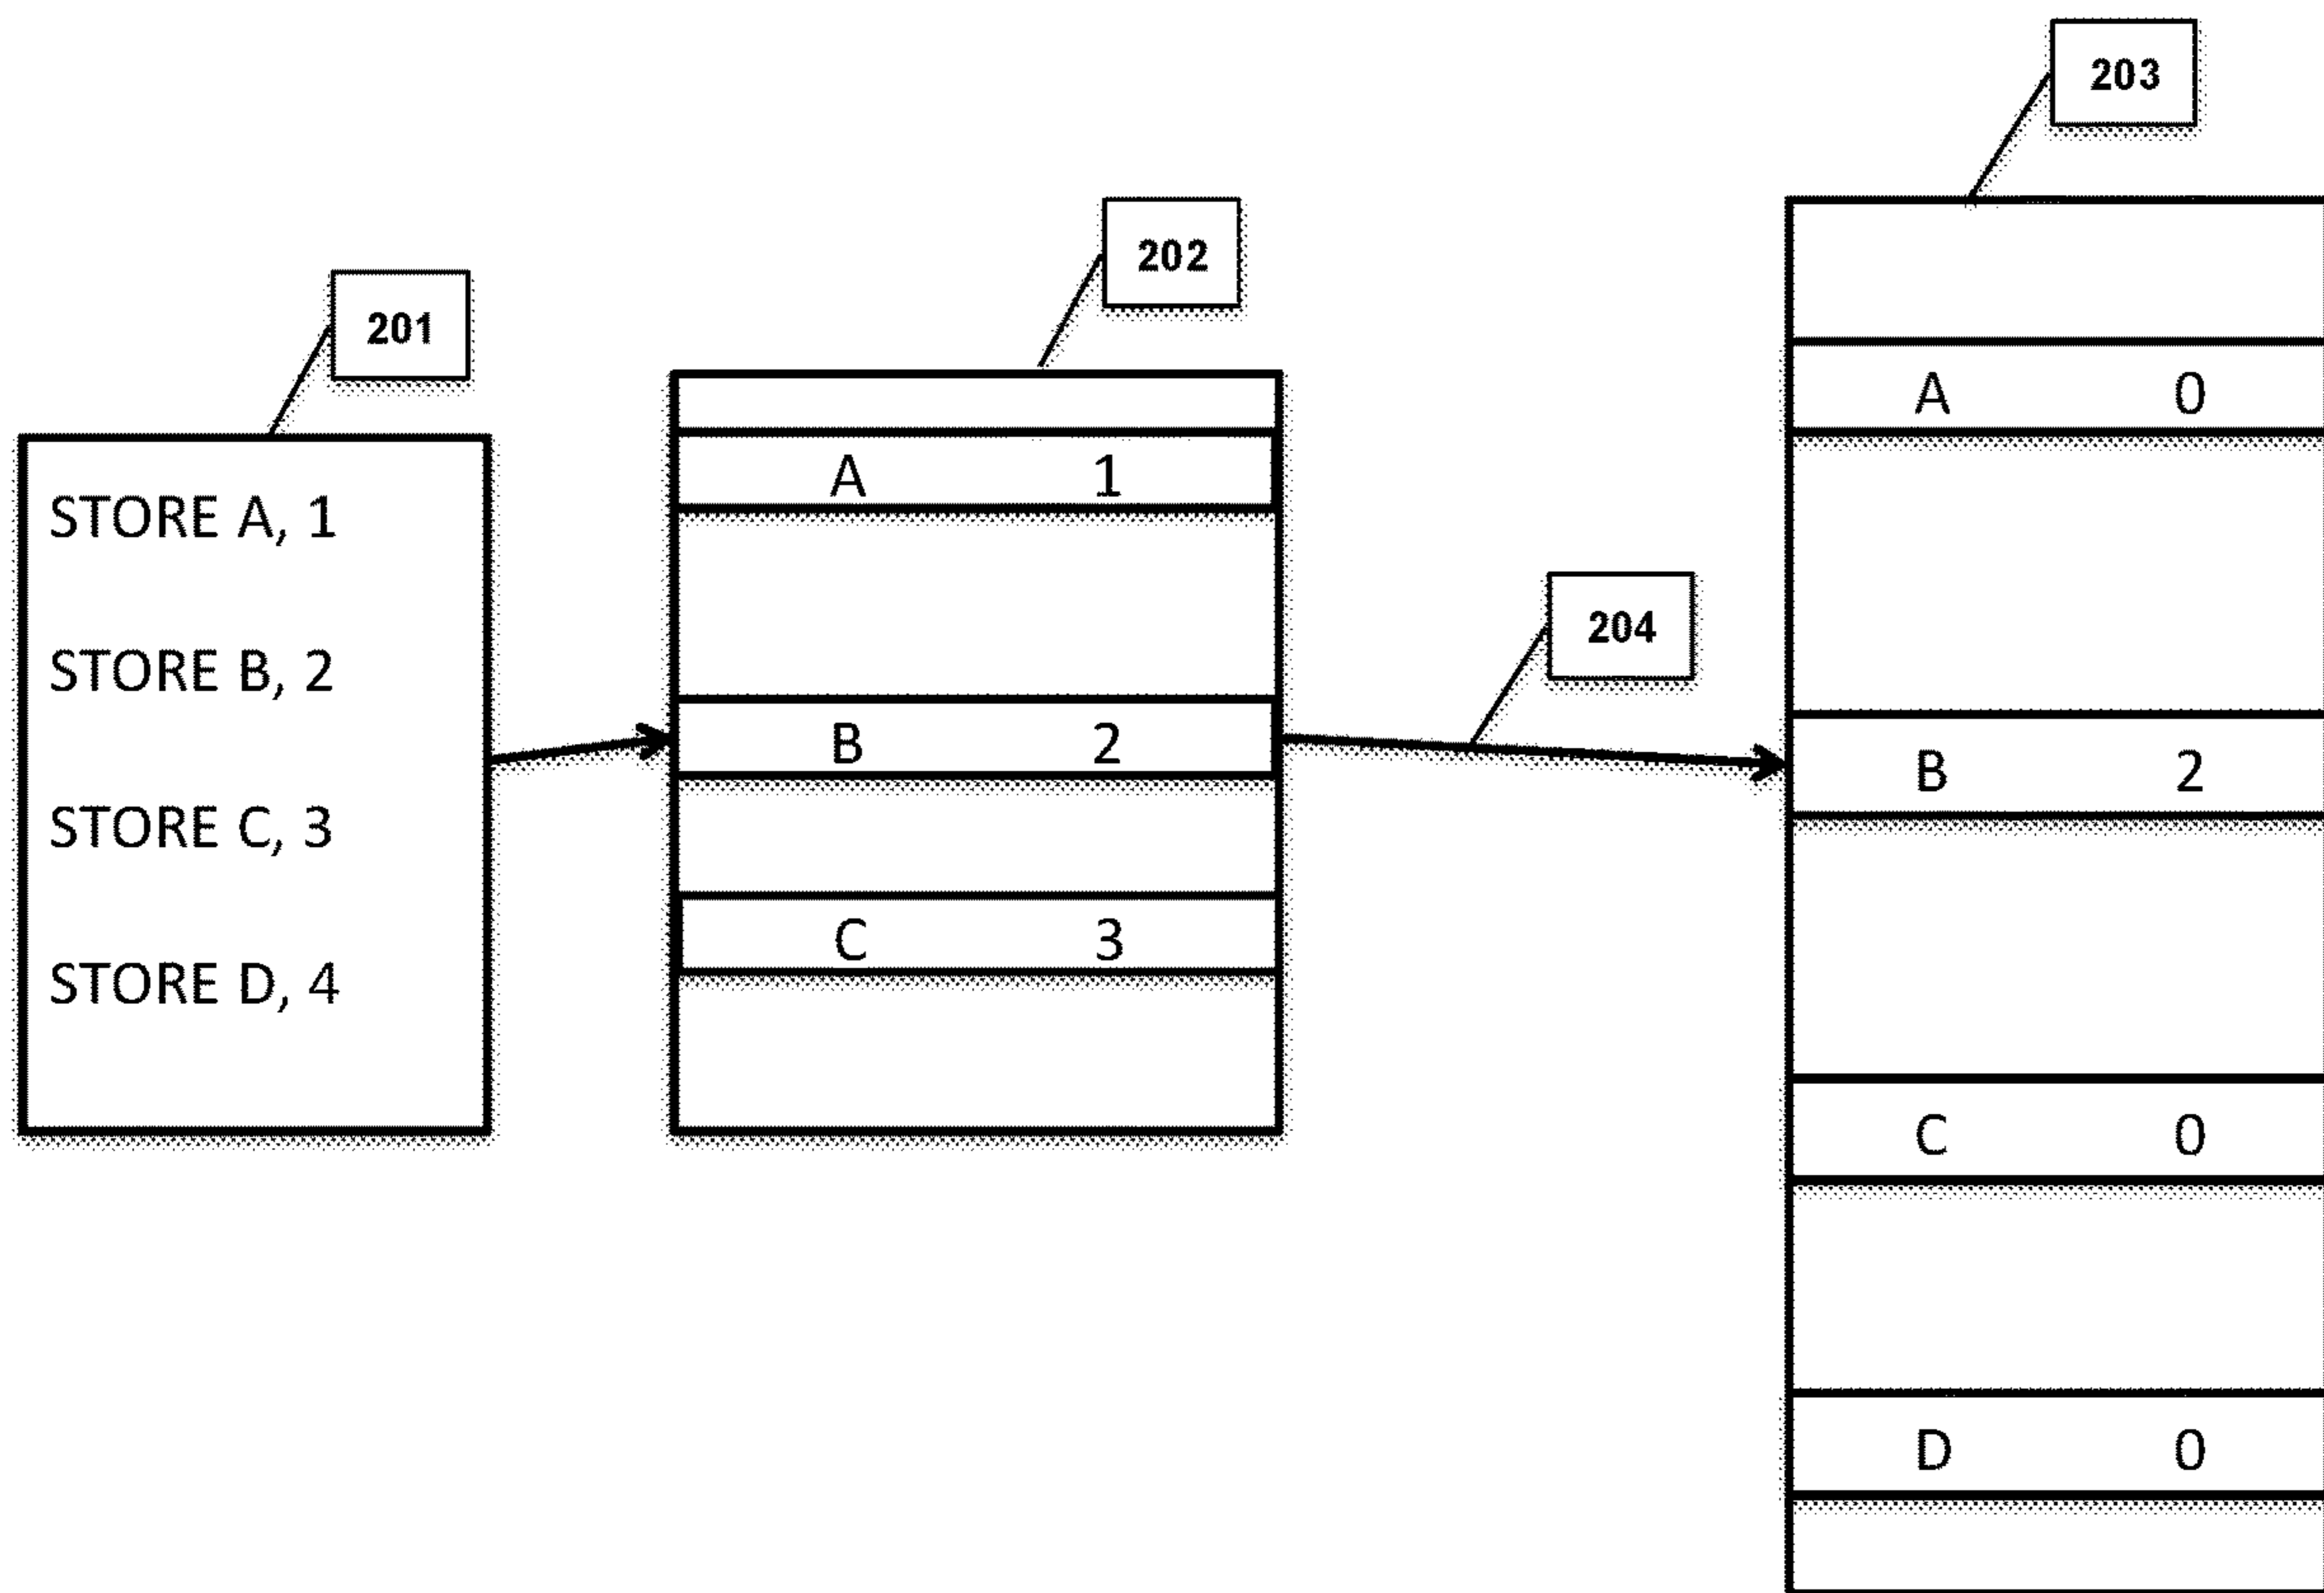 203
202
201
STORE A, 1
STORE B, 2
STORE C, 3
STORE D, 4
A 1
B 2
C 3
204
A 0
B 2
C 0
D 0